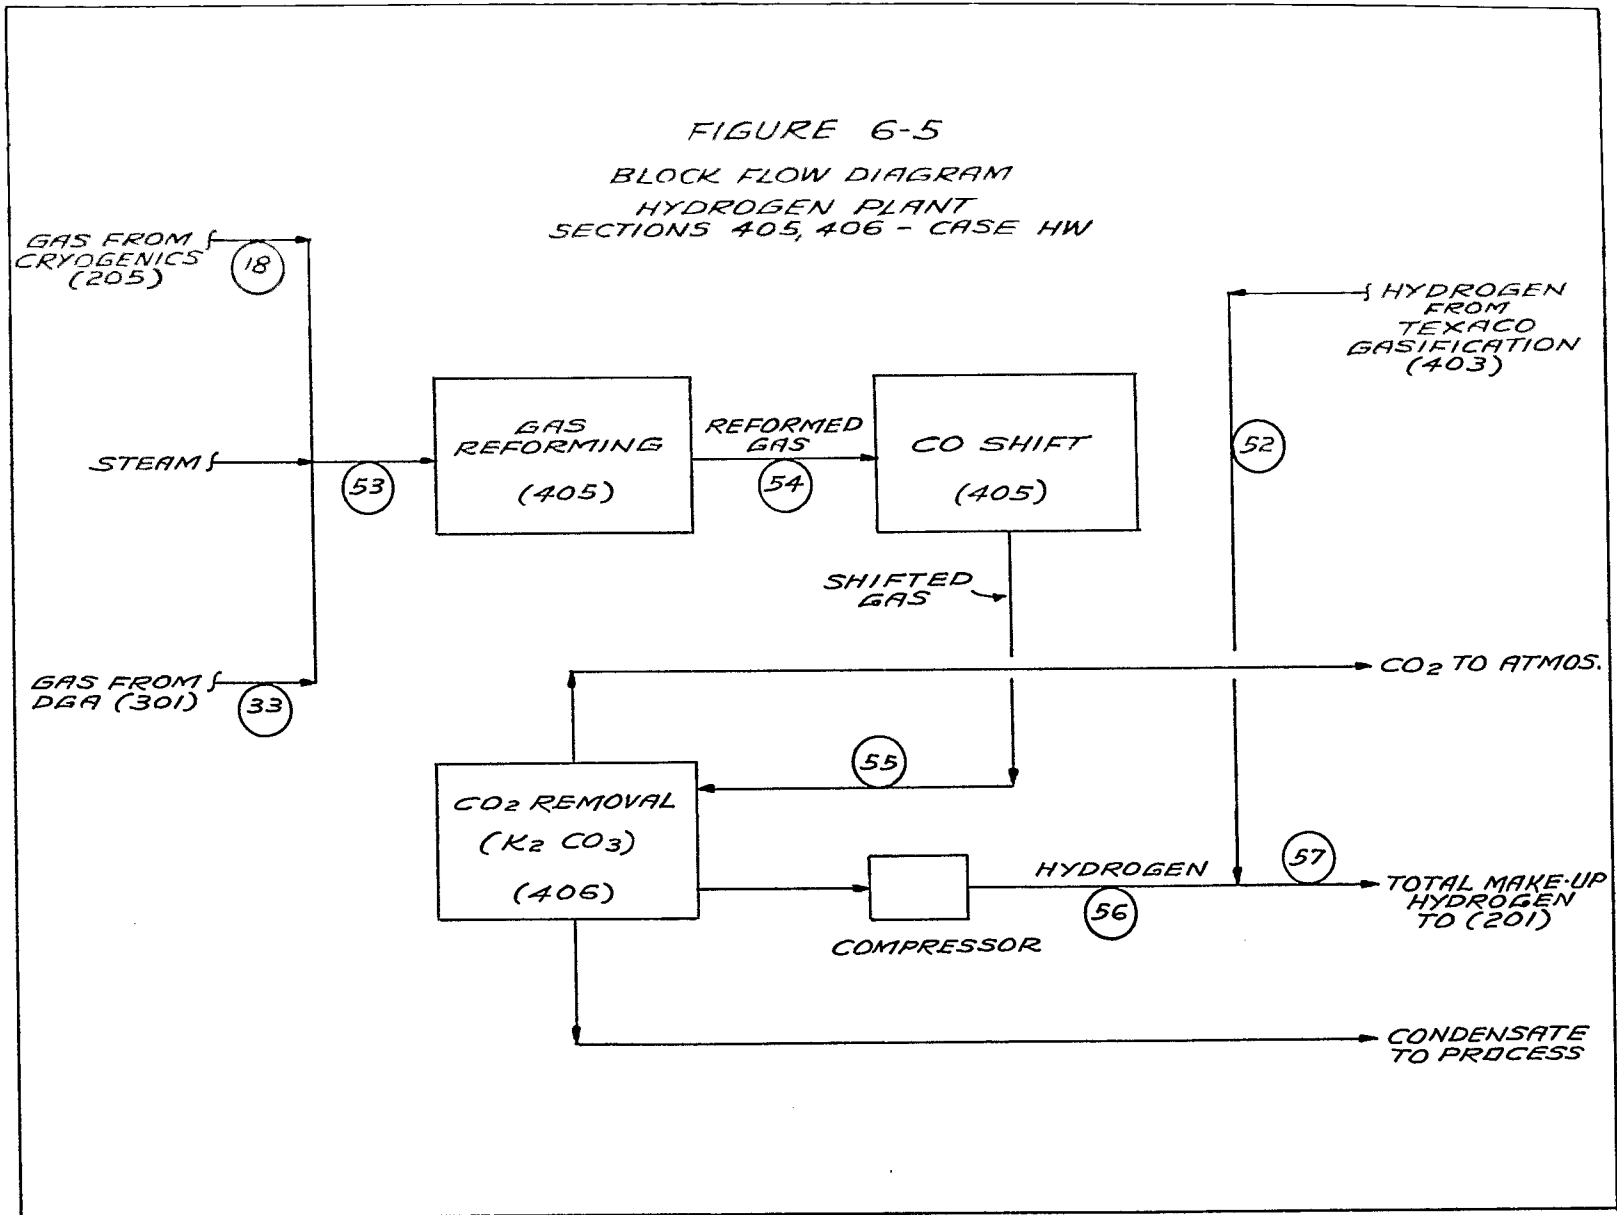 FIGURE 6-5
BLOCK FLOW DIAGRAM
HYDROGEN PLANT
SECTIONS 405, 406 - CASE HW
GAS FROM
CRYOGENICS
(205)
18
HYDROGEN
FROM
TEXACO
GASIFICATION
(403)
STEAM
53
GAS
REFORMING
(405)
REFORMED
GAS
54
CO SHIFT
(405)
52
SHIFTED
GAS
GAS FROM
DGA (301)
33
CO2 TO ATMOS.
55
CO2 REMOVAL
(K2 CO3)
(406)
COMPRESSOR
HYDROGEN
56
57
TOTAL MAKE-UP
HYDROGEN
TO (201)
CONDENSATE
TO PROCESS